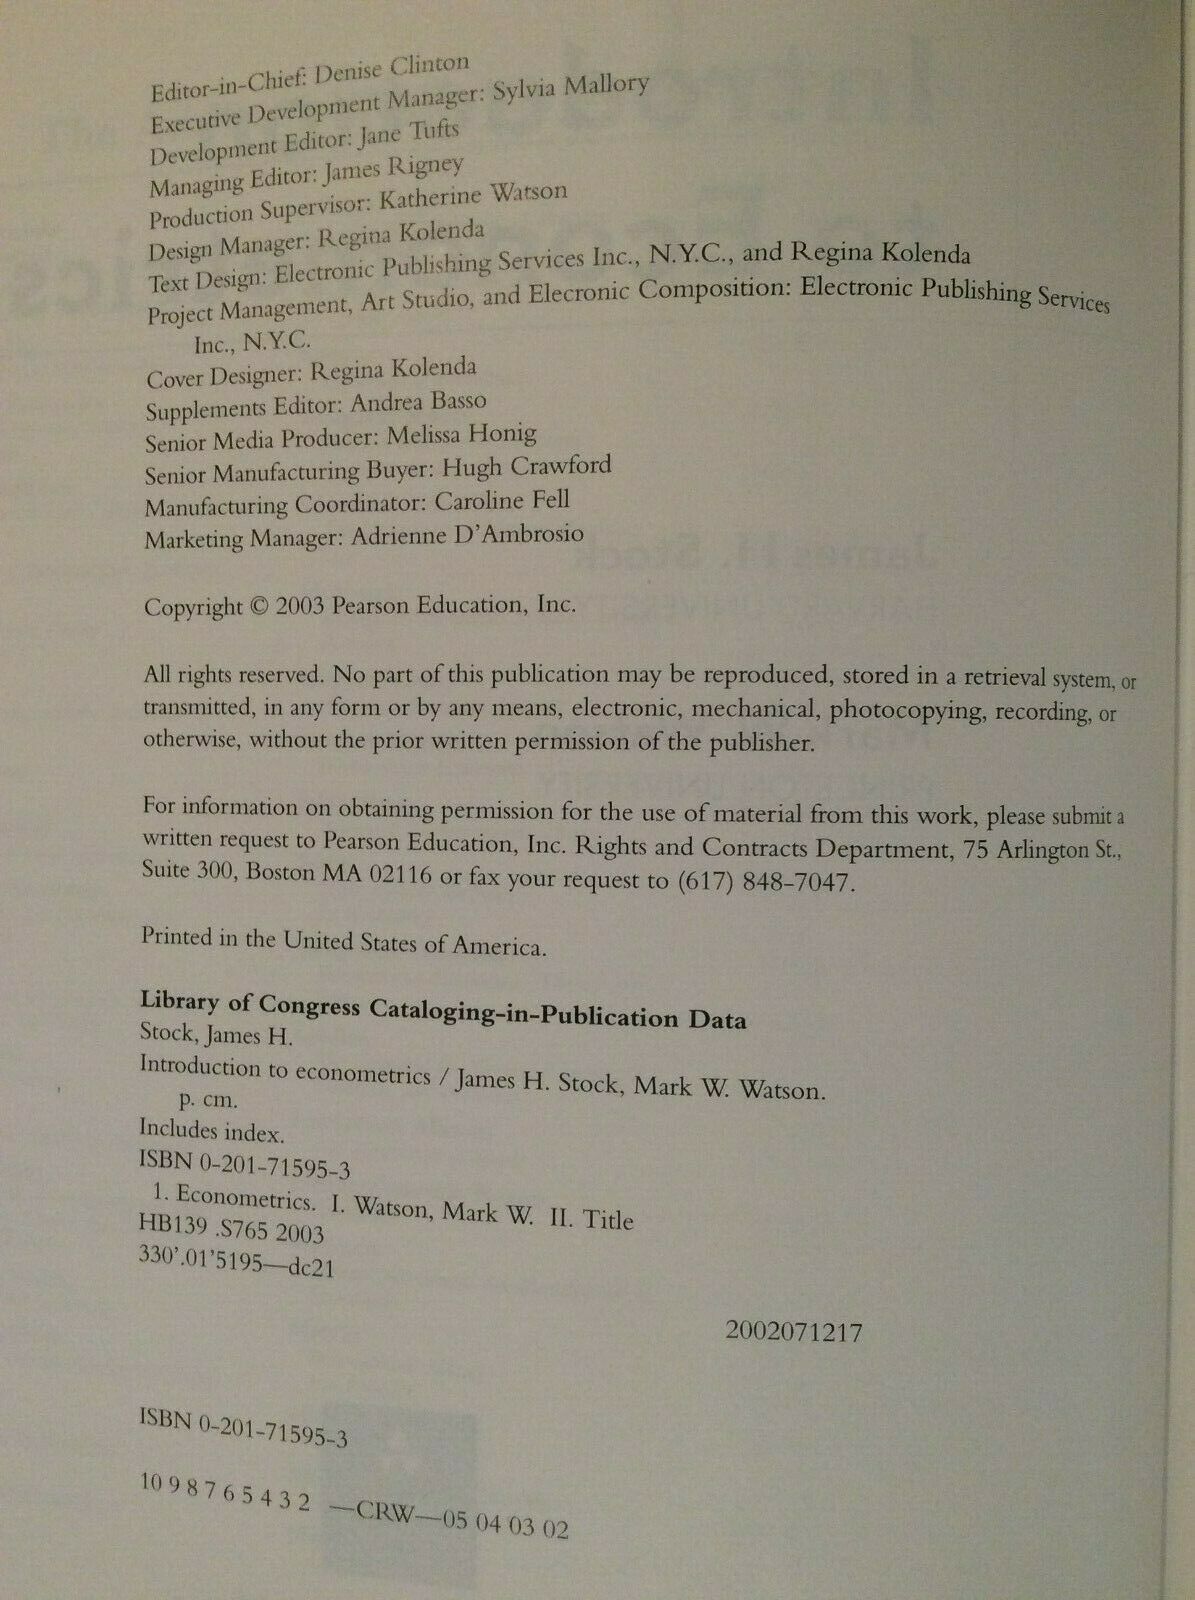 Editor-in-Chief: Denise Clinton
Executive Development Manager: Sylvia Mallory
Development Editor: Jane Tufts
Managing Editor: James Rigney
Production Supervisor: Katherine Watson
Design Manager: Regina Kolenda
Text Design: Electronic Publishing Services Inc., N.Y.C., and Regina Kolenda
Project Management, Art Studio, and Elecronic Composition: Electronic Publishing Services
Inc., N.Y.C.
Cover Designer: Regina Kolenda
Supplements Editor: Andrea Basso
Senior Media Producer: Melissa Honig
Senior Manufacturing Buyer: Hugh Crawford
Manufacturing Coordinator: Caroline Fell
Marketing Manager: Adrienne D'Ambrosio
Copyright © 2003 Pearson Education, Inc.
All rights reserved. No part of this publication may be reproduced, stored in a retrieval system, or
transmitted, in any form or by any means, electronic, mechanical, photocopying, recording, or
otherwise, without the prior written permission of the publisher.
For information on obtaining permission for the use of material from this work, please submit a
written request to Pearson Education, Inc. Rights and Contracts Department, 75 Arlington St.,
Suite 300, Boston MA 02116 or fax your request to (617) 848-7047.
Printed in the United States of America.
Library of Congress Cataloging-in-Publication Data
Stock, James H.
Introduction to econometrics / James H. Stock, Mark W. Watson.
p. cm.
Includes index.
ISBN 0-201-71595-3
1. Econometrics. I. Watson, Mark W. II. Title
HB139 .S765 2003
330'.01'5195—dc21
2002071217
ISBN 0-201-71595-3
10 9 8 7 6 5 4 3 2 —CRW—05 04 03 02